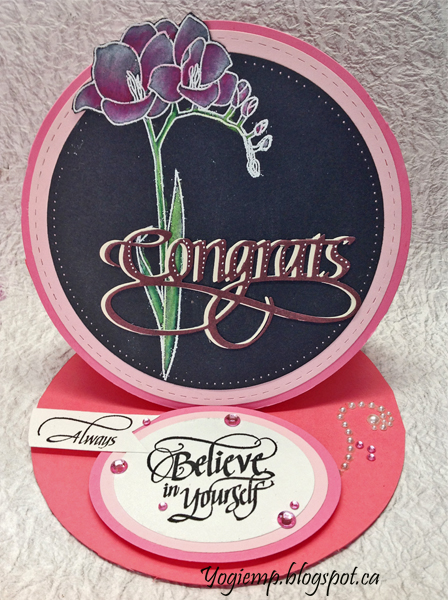 Congrats
Always
Believe
in Yourself
Yogiemp.blogspot.ca